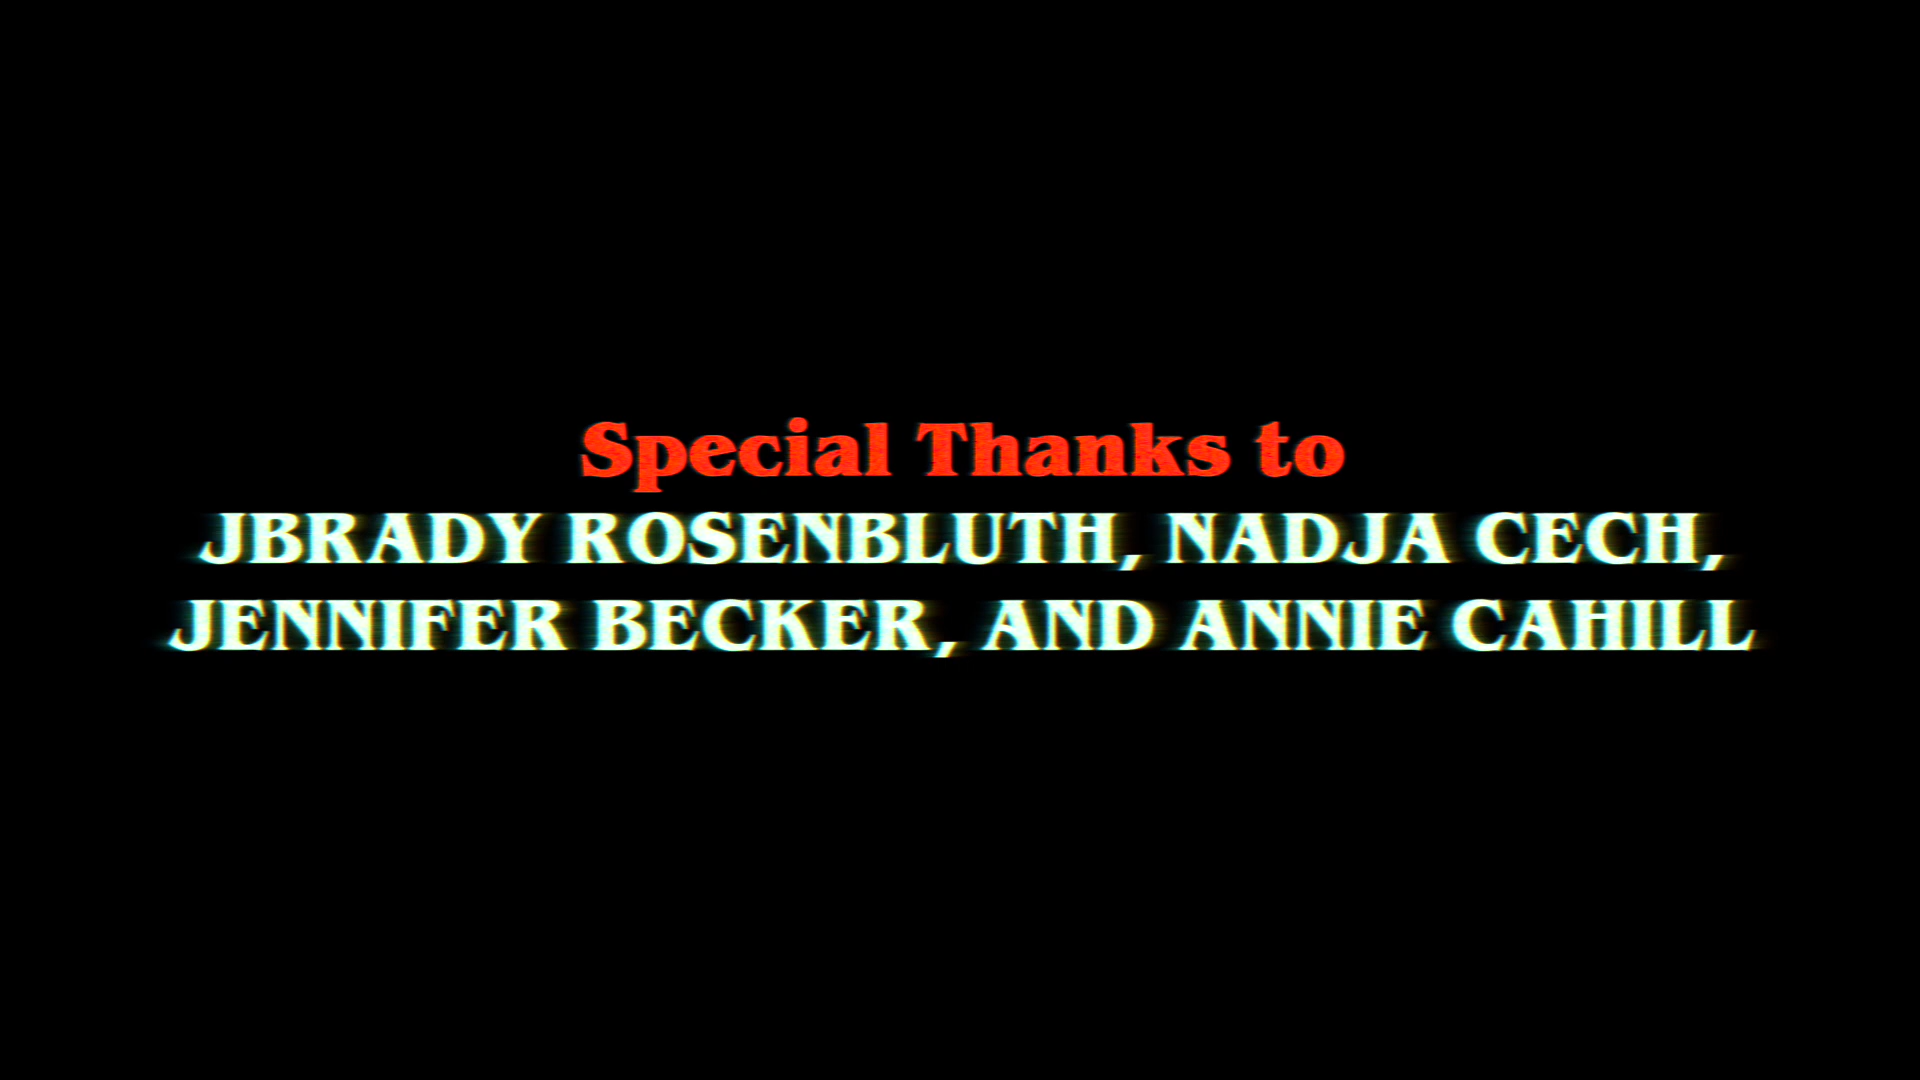 Special Thanks to
JBRADY ROSENBLUTH, NADJA CECH,
JENNIFER BECKER, AND ANNIE CAHILL